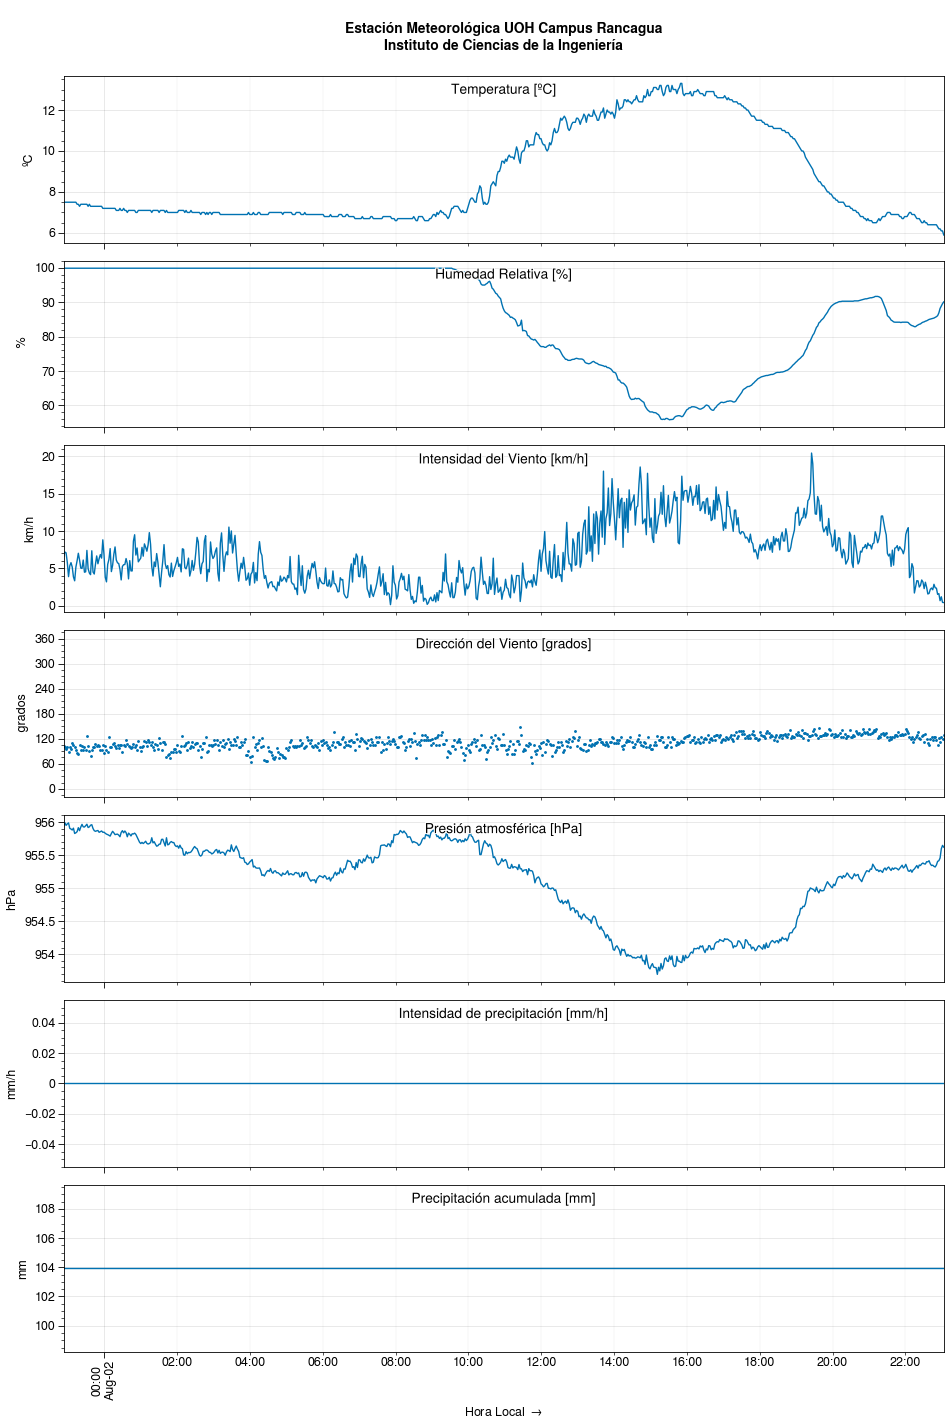 Estación Meteorológica UOH Campus Rancagua
Instituto de Ciencias de la Ingeniería
Temperatura [ºC]
ºC
12
10
8
6
Humedad Relativa [%]
%
100
90
80
70
60
Intensidad del Viento [km/h]
km/h
20
15
10
5
0
Dirección del Viento [grados]
grados
360
300
240
180
120
60
0
Presión atmosférica [hPa]
hPa
956
955.5
955
954.5
954
Intensidad de precipitación [mm/h]
mm/h
0.04
0.02
0
−0.02
−0.04
Precipitación acumulada [mm]
mm
108
106
104
102
100
00:00
Aug-02
02:00
04:00
06:00
08:00
10:00
12:00
14:00
16:00
18:00
20:00
22:00
Hora Local →